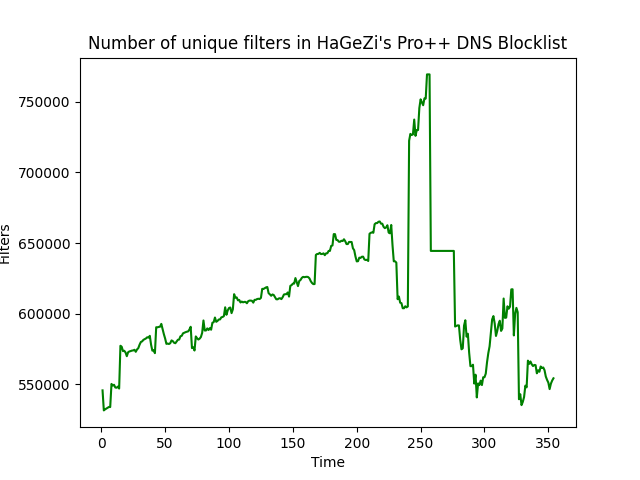 Number of unique filters in HaGeZi's Pro++ DNS Blocklist
750000
700000
650000
600000
550000
Filters
0 50 100 150 200 250 300 350
Time